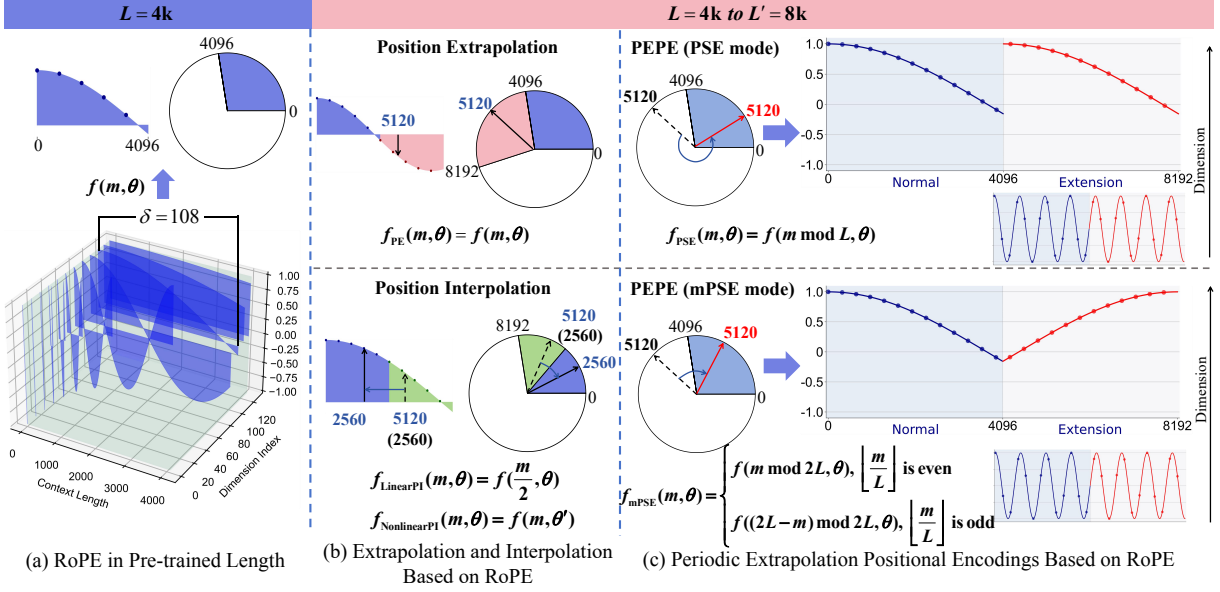 L = 4k
L = 4k to L′ = 8k
4096
0
0
4096
f(m,θ)
δ = 108
1.00
0.75
0.50
0.25
0.00
−0.25
−0.50
−0.75
−1.00
0
1000
2000
3000
4000
Context Length
0
20
40
60
80
100
120
Dimension Index
(a) RoPE in Pre-trained Length
Position Extrapolation
5120
4096
5120
8192
0
f_PE(m,θ) = f(m,θ)
Position Interpolation
2560
5120
(2560)
8192
5120
(2560)
2560
0
f_LinearPI(m,θ) = f(m/2,θ)
f_NonlinearPI(m,θ) = f(m,θ′)
(b) Extrapolation and Interpolation
Based on RoPE
PEPE (PSE mode)
4096
5120
5120
0
f_PSE(m,θ) = f(m mod L,θ)
1.0
0.5
0
-0.5
-1.0
0
Normal
4096
Extension
8192
Dimension
PEPE (mPSE mode)
4096
5120
5120
0
f_mPSE(m,θ) = { f(m mod 2L,θ), ⌊m/L⌋ is even
f((2L−m) mod 2L,θ), ⌊m/L⌋ is odd
1.0
0.5
0
-0.5
-1.0
0
Normal
4096
Extension
8192
Dimension
(c) Periodic Extrapolation Positional Encodings Based on RoPE